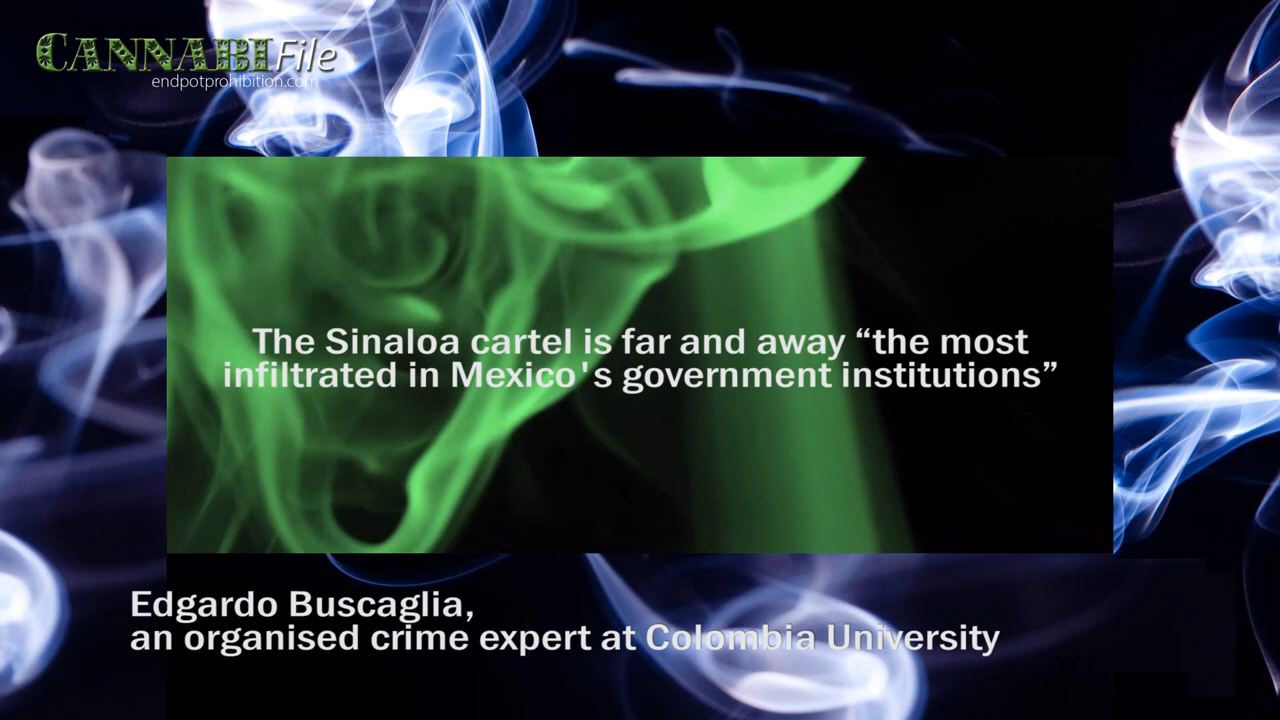 CANNABIFile
endpotprohibition.com
The Sinaloa cartel is far and away “the most
infiltrated in Mexico's government institutions”
Edgardo Buscaglia,
an organised crime expert at Colombia University